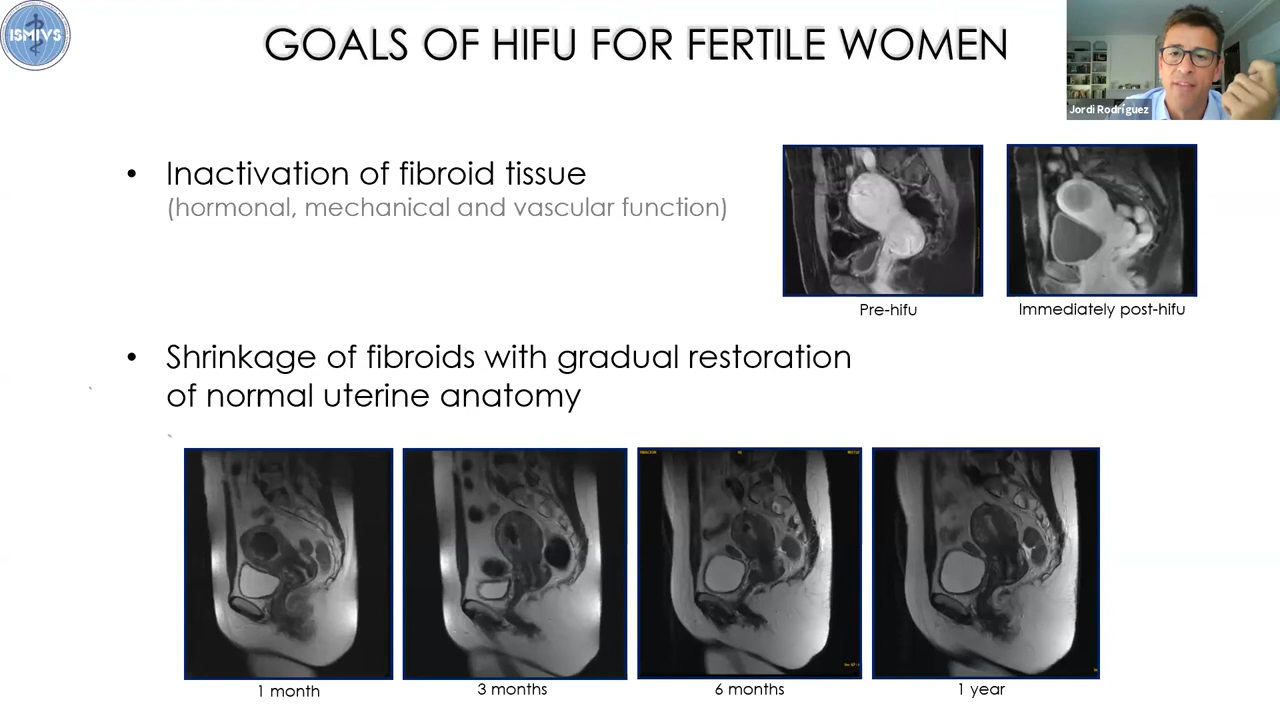 ISMIVS
GOALS OF HIFU FOR FERTILE WOMEN
Jordi Rodríguez
• Inactivation of fibroid tissue
(hormonal, mechanical and vascular function)
Pre-hifu
Immediately post-hifu
• Shrinkage of fibroids with gradual restoration
of normal uterine anatomy
1 month
3 months
6 months
1 year